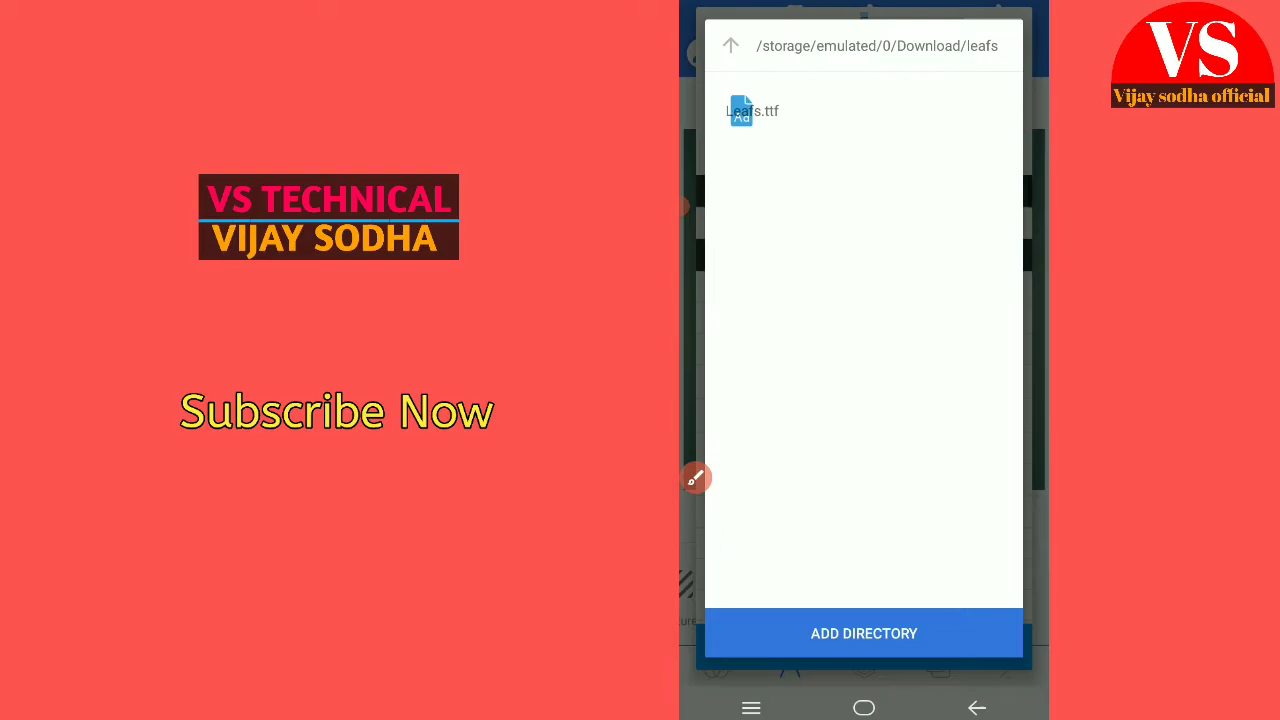 VS
Vijay sodha official
/storage/emulated/0/Download/leafs
Leafs.ttf
Aa
VS TECHNICAL
VIJAY SODHA
Subscribe Now
ADD DIRECTORY